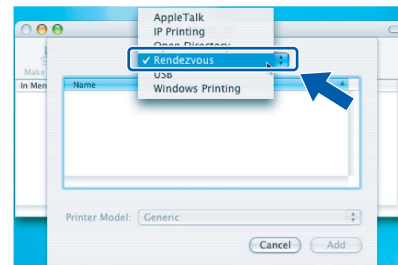 AppleTalk
IP Printing
Open Directory
✓ Rendezvous
USB
Windows Printing
Make
In Men
Name
Printer Model: Generic
Cancel Add